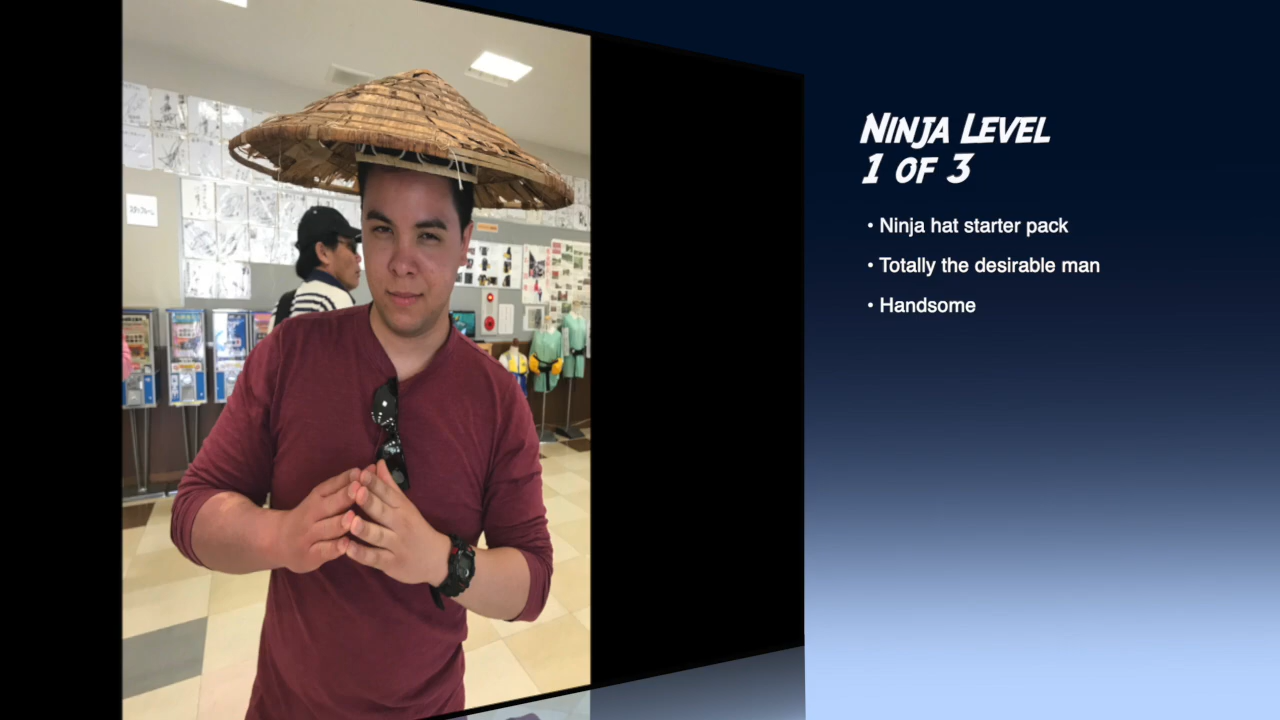 Ninja Level
1 of 3
• Ninja hat starter pack
• Totally the desirable man
• Handsome